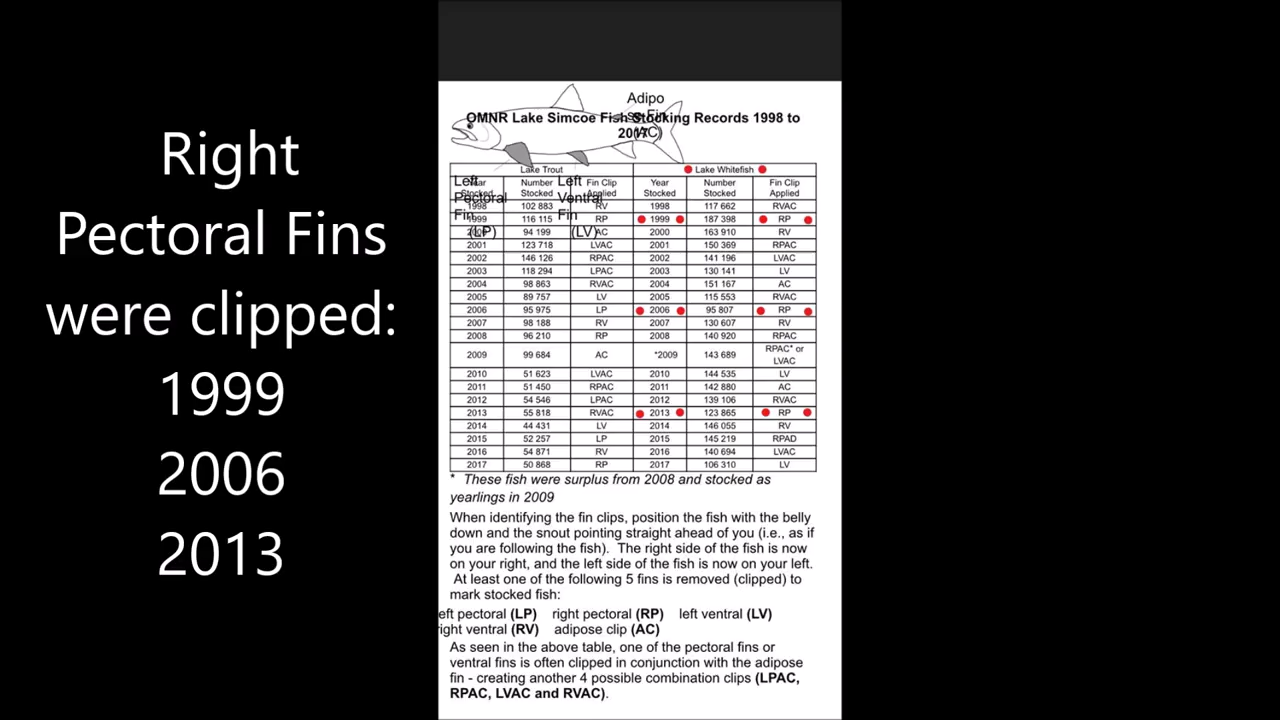 Right
Pectoral Fins
were clipped:
1999
2006
2013
Adipo
se Fin
(AC)
OMNR Lake Simcoe Fish Stocking Records 1998 to
2017
Left
Pectoral
Fin
(LP)
Left
Ventral
Fin
(LV)
Lake Trout Lake Whitefish
Year Stocked Number Stocked Fin Clip Applied Year Stocked Number Stocked Fin Clip Applied
1998 102 883 RV 1998 117 662 RVAC
1999 116 115 RP 1999 187 398 RP
2000 94 199 AC 2000 163 910 RV
2001 123 718 LVAC 2001 150 369 RPAC
2002 146 126 RPAC 2002 141 196 LVAC
2003 118 294 LPAC 2003 130 141 LV
2004 98 863 RVAC 2004 151 167 AC
2005 89 757 LV 2005 115 553 RVAC
2006 95 975 LP 2006 95 807 RP
2007 98 188 RV 2007 130 607 RV
2008 96 210 RP 2008 140 920 RPAC
2009 99 684 AC *2009 143 689 RPAC* or LVAC
2010 51 623 LVAC 2010 144 535 LV
2011 51 450 RPAC 2011 142 880 AC
2012 54 546 LPAC 2012 139 106 RVAC
2013 55 818 RVAC 2013 123 865 RP
2014 44 431 LV 2014 146 055 RV
2015 52 257 LP 2015 145 219 RPAD
2016 54 871 RV 2016 140 694 LVAC
2017 50 868 RP 2017 106 310 LV
* These fish were surplus from 2008 and stocked as
yearlings in 2009
When identifying the fin clips, position the fish with the belly
down and the snout pointing straight ahead of you (i.e., as if
you are following the fish). The right side of the fish is now
on your right, and the left side of the fish is now on your left.
At least one of the following 5 fins is removed (clipped) to
mark stocked fish:
eft pectoral (LP) right pectoral (RP) left ventral (LV)
right ventral (RV) adipose clip (AC)
As seen in the above table, one of the pectoral fins or
ventral fins is often clipped in conjunction with the adipose
fin - creating another 4 possible combination clips (LPAC,
RPAC, LVAC and RVAC).